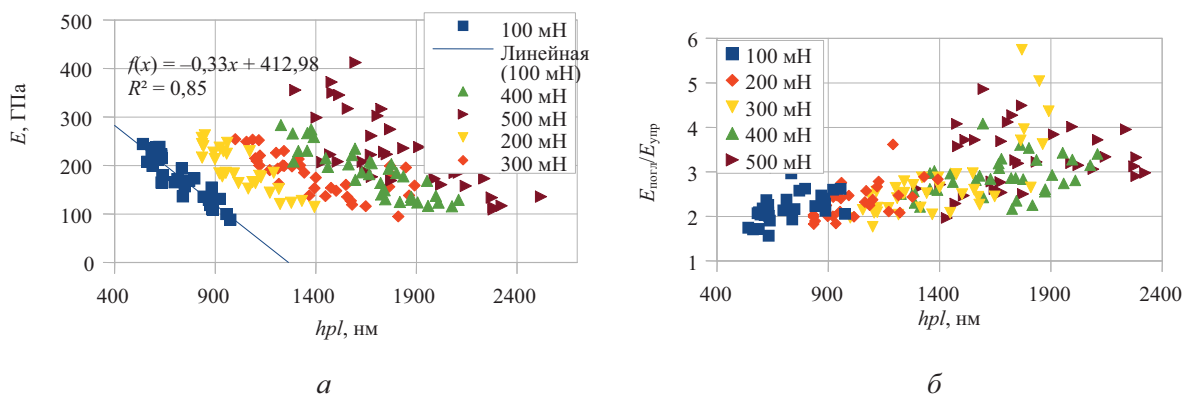 500
400
300
200
100
0
E, ГПа
f(x) = –0,33x + 412,98
R² = 0,85
100 мН
Линейная
(100 мН)
400 мН
500 мН
200 мН
300 мН
400 900 1400 1900 2400
hpl, нм
а
6
5
4
3
2
1
Eпогл/Eупр
100 мН
200 мН
300 мН
400 мН
500 мН
400 900 1400 1900 2400
hpl, нм
б